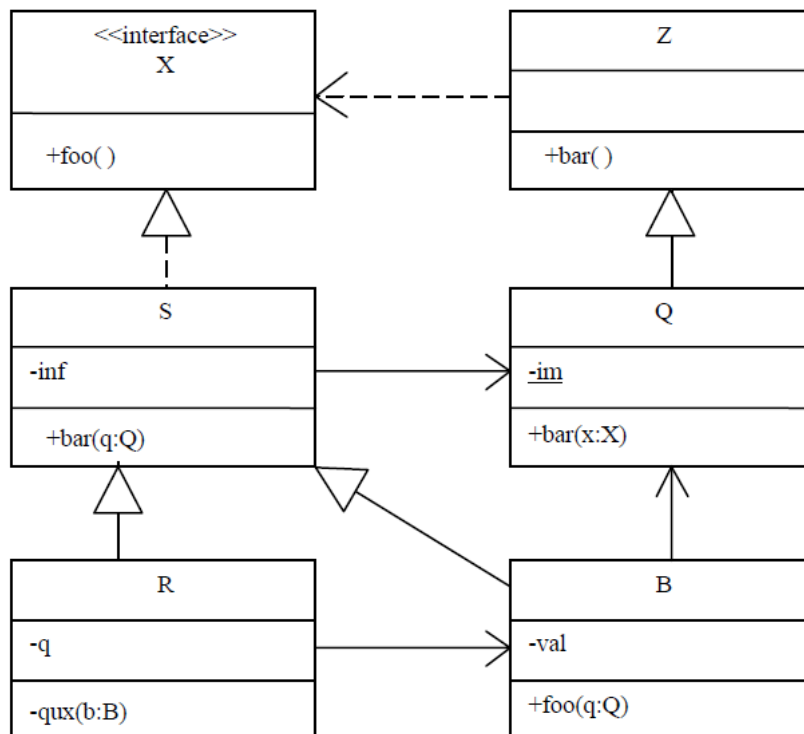 <<interface>>
X
+foo( )
Z
+bar( )
S
-inf
+bar(q:Q)
Q
-im
+bar(x:X)
R
-q
-qux(b:B)
B
-val
+foo(q:Q)